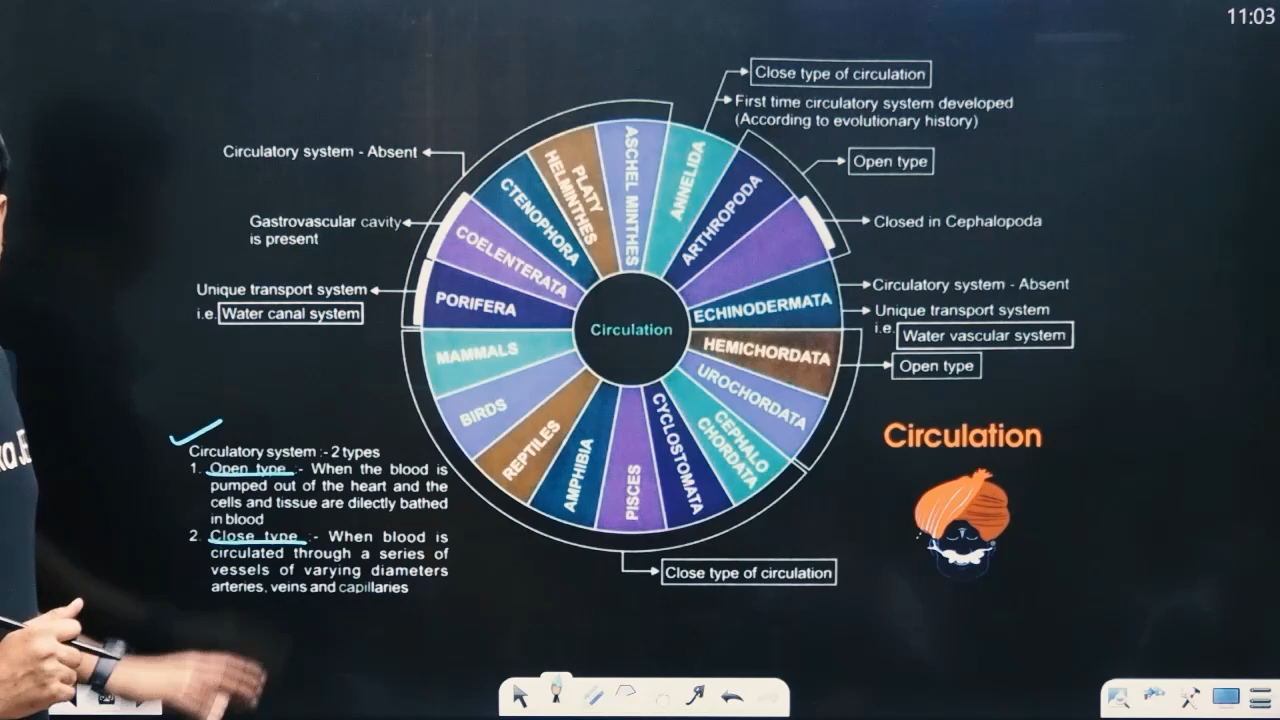 11:03
Close type of circulation
First time circulatory system developed
(According to evolutionary history)
Circulatory system - Absent
Open type
Gastrovascular cavity
is present
Closed in Cephalopoda
Unique transport system
i.e. Water canal system
Circulatory system - Absent
Unique transport system
i.e. Water vascular system
Open type
PORIFERA
COELENTERATA
CTENOPHORA
PLATY
HELMINTHES
ASCHEL MINTHES
ANNELIDA
ARTHROPODA
ECHINODERMATA
HEMICHORDATA
UROCHORDATA
CEPHALO
CHORDATA
CYCLOSTOMATA
PISCES
AMPHIBIA
REPTILES
BIRDS
MAMMALS
Circulation
Circulation
Circulatory system :- 2 types
1. Open type :- When the blood is
pumped out of the heart and the
cells and tissue are dilectly bathed
in blood
2. Close type :- When blood is
circulated through a series of
vessels of varying diameters
arteries, veins and capillaries
Close type of circulation